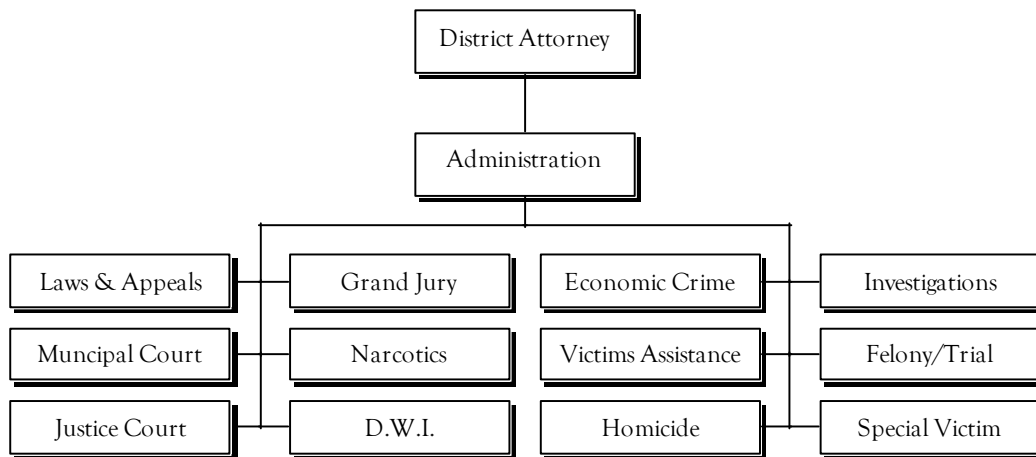 District Attorney
Administration
Laws & Appeals
Grand Jury
Economic Crime
Investigations
Muncipal Court
Narcotics
Victims Assistance
Felony/Trial
Justice Court
D.W.I.
Homicide
Special Victim